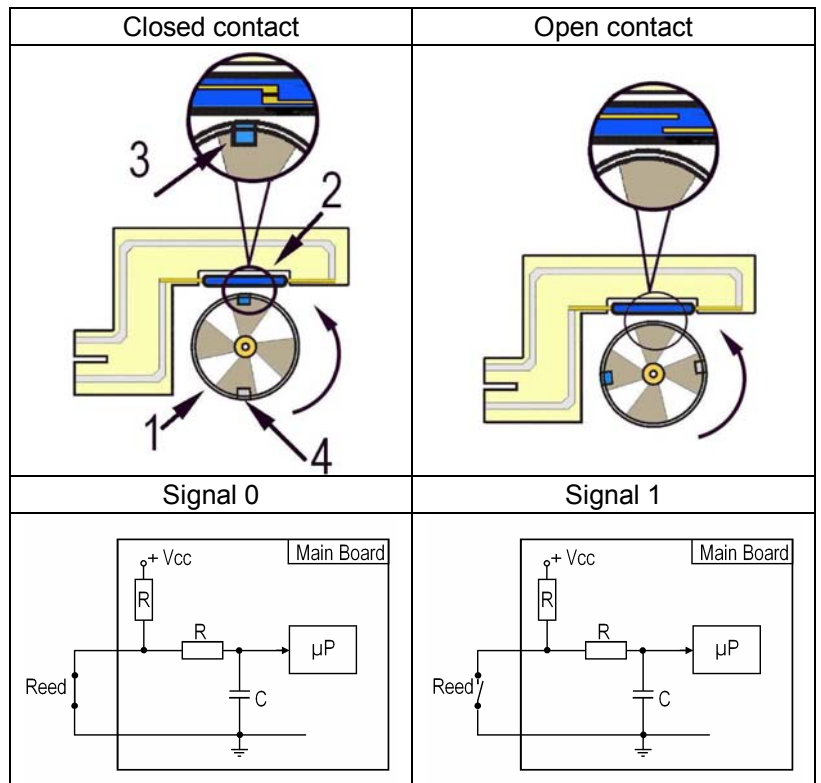 Closed contact
Open contact
3
2
1
4
Signal 0
Signal 1
+ Vcc
Main Board
R
R
µP
Reed
C
+ Vcc
Main Board
R
R
µP
Reed
C